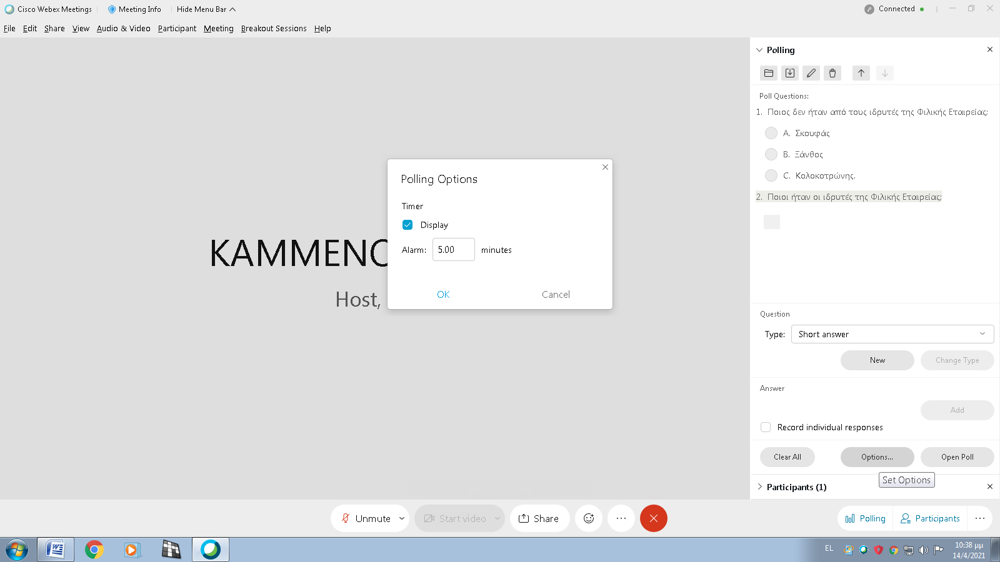 Cisco Webex Meetings
Meeting Info
Hide Menu Bar
Connected
File Edit Share View Audio & Video Participant Meeting Breakout Sessions Help
Polling
Poll Questions:
1. Ποιος δεν ήταν από τους ιδρυτές της Φιλικής Εταιρείας;
A. Σκουφάς
B. Ξάνθος
C. Κολοκοτρώνης.
2. Ποιοι ήταν οι ιδρυτές της Φιλικής Εταιρείας;
Polling Options
Timer
Display
Alarm: 5.00 minutes
OK Cancel
KAMMENO
Host,
Question
Type: Short answer
New Change Type
Answer
Add
Record individual responses
Clear All Options... Open Poll
Set Options
Participants (1)
Unmute Start video Share
Polling Participants
EL
10:38 μμ
14/4/2021